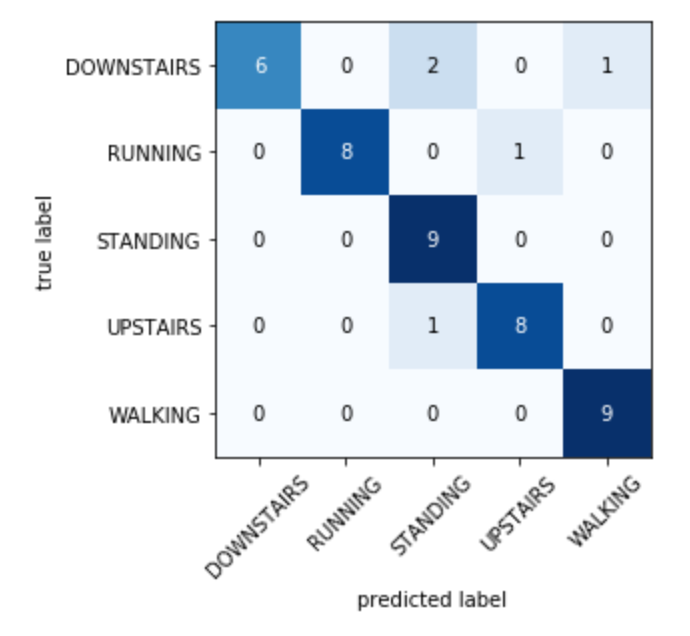 DOWNSTAIRS 6 0 2 0 1
RUNNING 0 8 0 1 0
STANDING 0 0 9 0 0
UPSTAIRS 0 0 1 8 0
WALKING 0 0 0 0 9
true label
DOWNSTAIRS RUNNING STANDING UPSTAIRS WALKING
predicted label